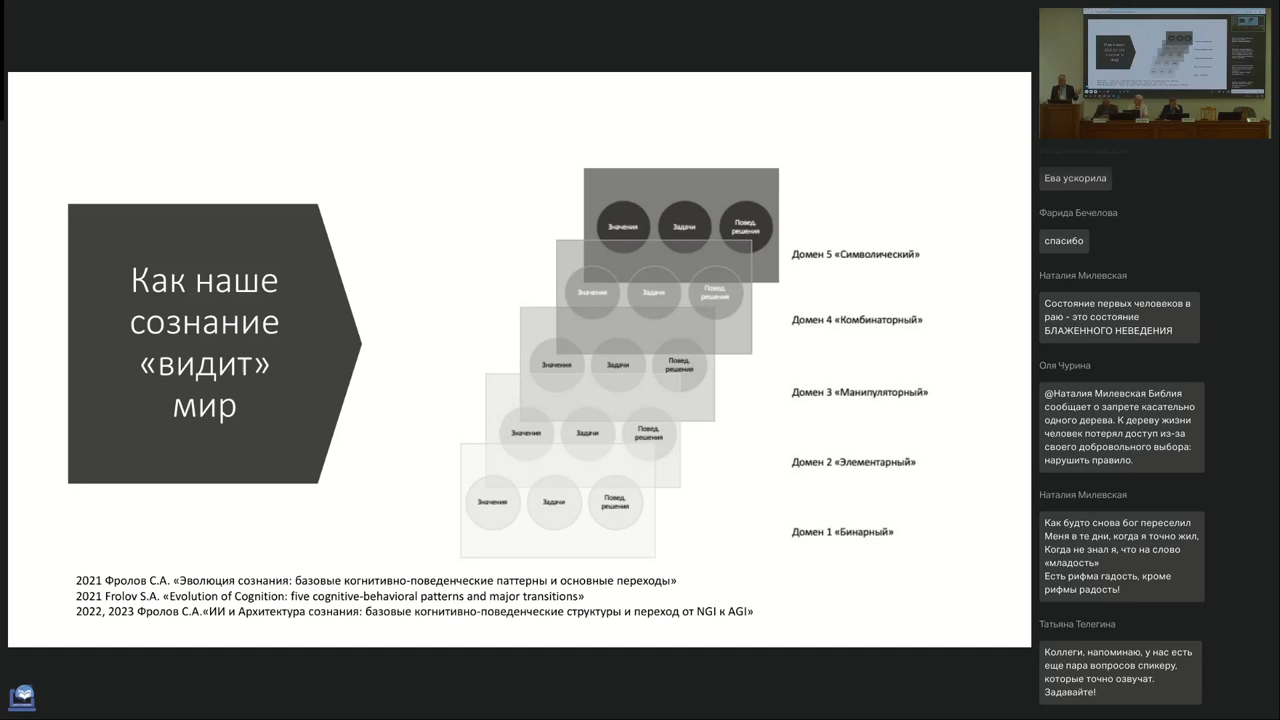 Как наше
сознание
«видит»
мир
Значения Задачи Повед. решения
Домен 5 «Символический»
Значения Задачи Повед. решения
Домен 4 «Комбинаторный»
Значения Задачи Повед. решения
Домен 3 «Манипуляторный»
Значения Задачи Повед. решения
Домен 2 «Элементарный»
Значения Задачи Повед. решения
Домен 1 «Бинарный»
2021 Фролов С.А. «Эволюция сознания: базовые когнитивно-поведенческие паттерны и основные переходы»
2021 Frolov S.A. «Evolution of Cognition: five cognitive-behavioral patterns and major transitions»
2022, 2023 Фролов С.А.«ИИ и Архитектура сознания: базовые когнитивно-поведенческие структуры и переход от NGI к AGI»
Ева ускорила
Фарида Бечелова
спасибо
Наталия Милевская
Состояние первых человеков в
раю - это состояние
БЛАЖЕННОГО НЕВЕДЕНИЯ
Оля Чурина
@Наталия Милевская Библия
сообщает о запрете касательно
одного дерева. К дереву жизни
человек потерял доступ из-за
своего добровольного выбора:
нарушить правило.
Наталия Милевская
Как будто снова бог переселил
Меня в те дни, когда я точно жил,
Когда не знал я, что на слово
«младость»
Есть рифма гадость, кроме
рифмы радость!
Татьяна Телегина
Коллеги, напоминаю, у нас есть
еще пара вопросов спикеру,
которые точно озвучат.
Задавайте!